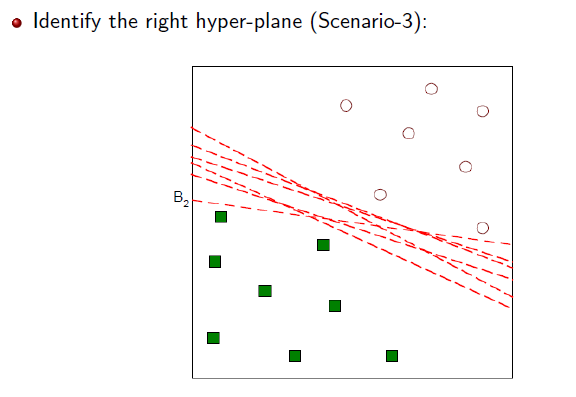 Identify the right hyper-plane (Scenario-3):
B₂